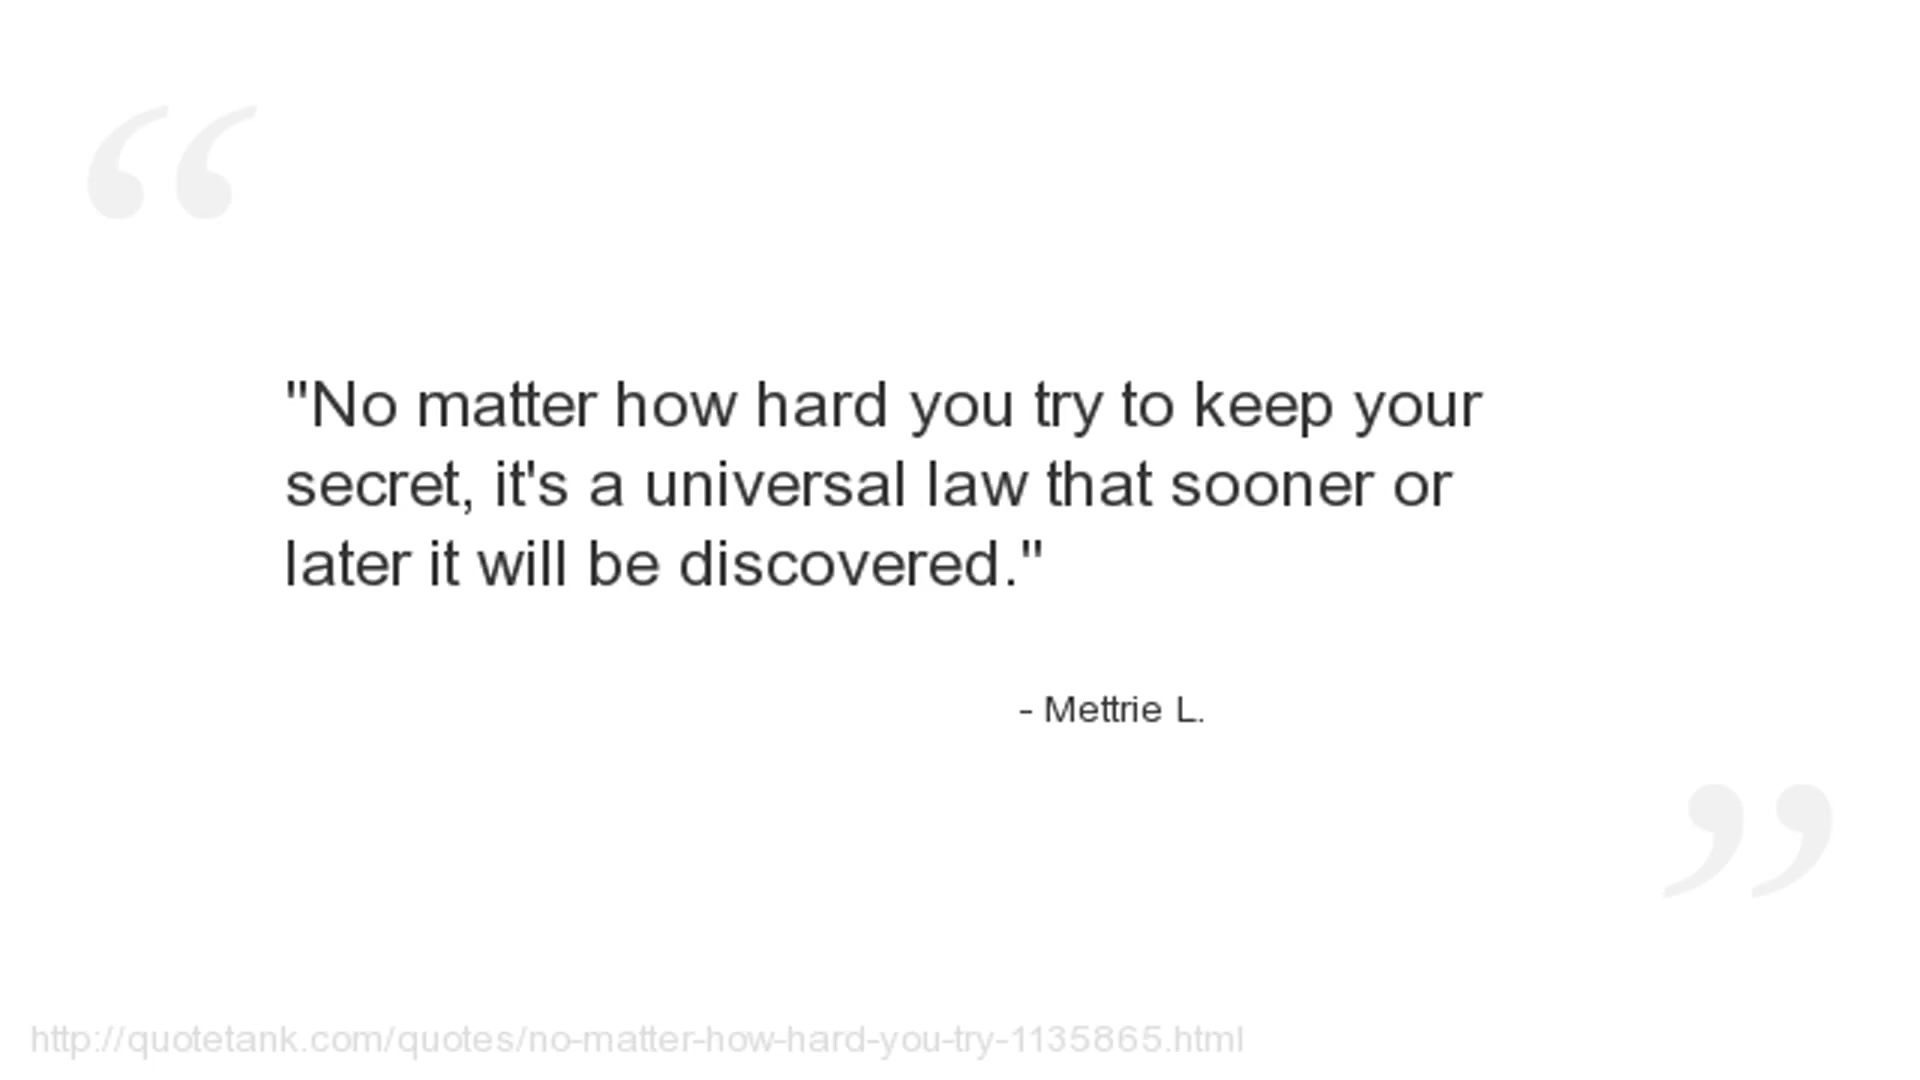 "No matter how hard you try to keep your
secret, it's a universal law that sooner or
later it will be discovered."
- Mettrie L.
http://quotetank.com/quotes/no-matter-how-hard-you-try-1135865.html